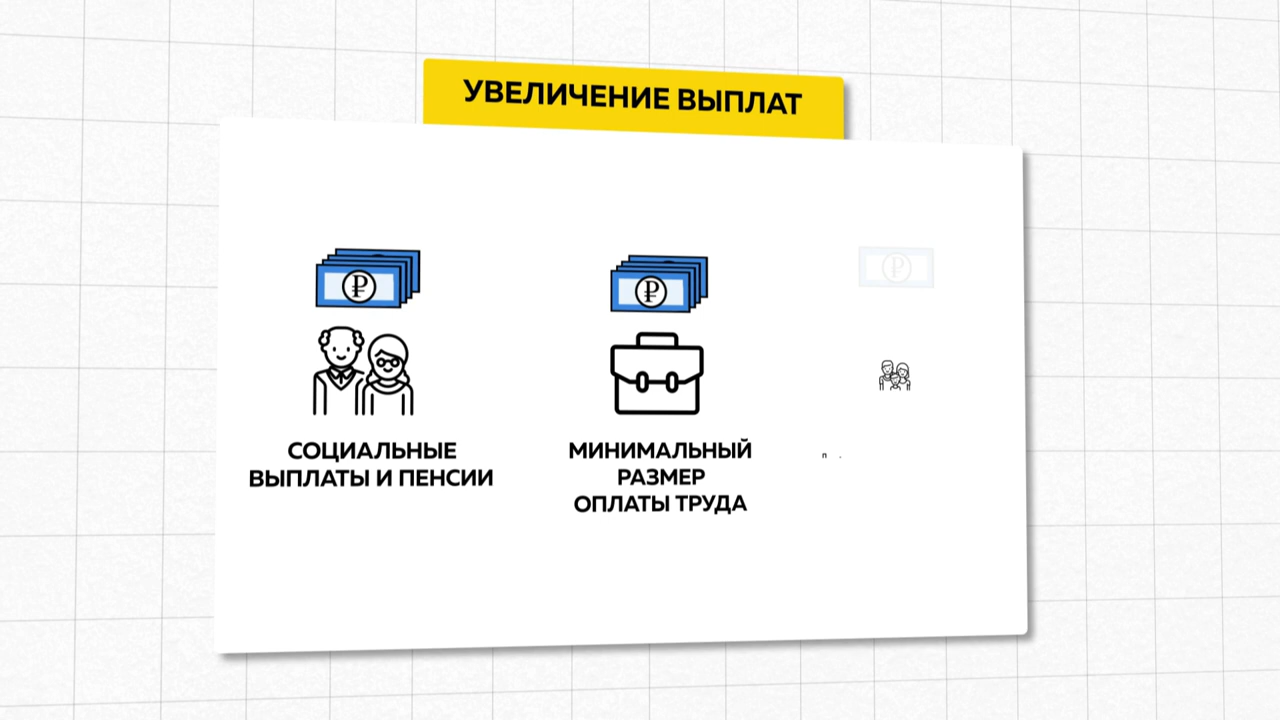 УВЕЛИЧЕНИЕ ВЫПЛАТ
СОЦИАЛЬНЫЕ
ВЫПЛАТЫ И ПЕНСИИ
МИНИМАЛЬНЫЙ
РАЗМЕР
ОПЛАТЫ ТРУДА